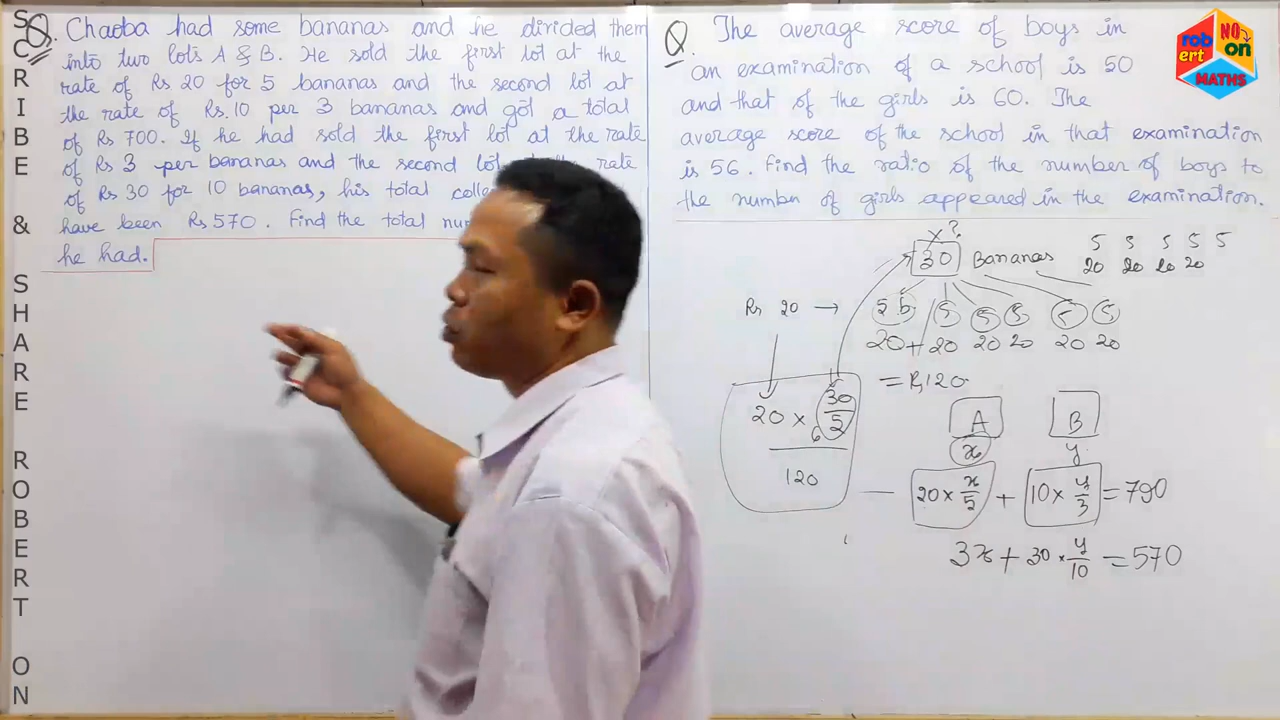 SCRIBE & SHARE ROBERT ON
Q. Chaoba had some bananas and he divided them
into two lots A & B. He sold the first lot at the
rate of Rs 20 for 5 bananas and the second lot at
the rate of Rs. 10 per 3 bananas and got a total
of Rs 700. If he had sold the first lot at the rate
of Rs 3 per bananas and the second lot rate
of Rs 30 for 10 bananas, his total
have been Rs 570. Find the total
he had.
Q. The average score of boys in
an examination of a school is 50
and that of the girls is 60. The
average score of the school in that examination
is 56. Find the ratio of the number of boys to
the number of girls appeared in the examination.
robert NO on
MATHS
x?
30 Bananas 5 5 5 5 5
20 20 20 20
Rs 20 → 5 5 5 5 5 5
20 + 20 20 20 20 20
= Rs 120
20 × 30/5
6
120
A B
x y
20 × x/5 + 10 × y/3 = 700
3x + 30 × y/10 = 570